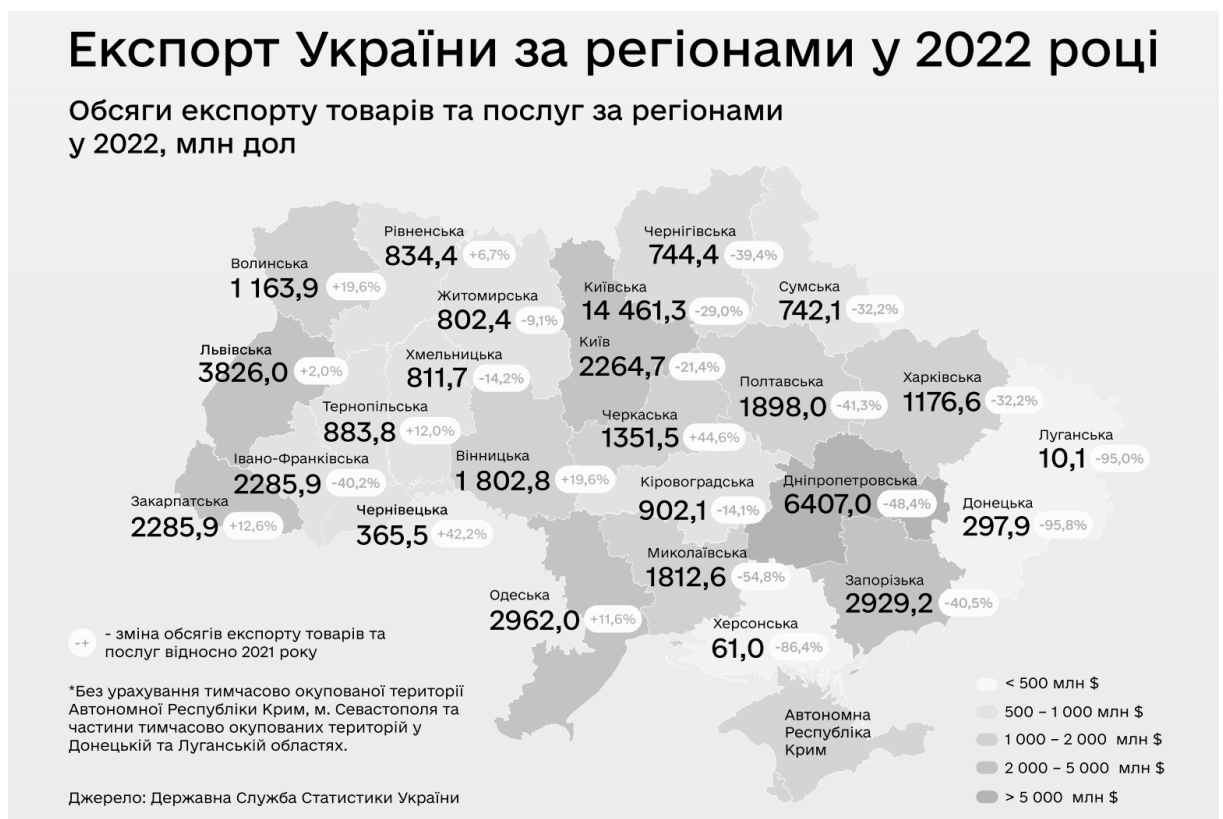 Експорт України за регіонами у 2022 році
Обсяги експорту товарів та послуг за регіонами
у 2022, млн дол
Рівненська
834,4 +6,7%
Чернігівська
744,4 -39,4%
Волинська
1 163,9 +19,6%
Житомирська
802,4 -9,1%
Київська
14 461,3 -29,0%
Сумська
742,1 -32,2%
Львівська
3826,0 +2,0%
Хмельницька
811,7 -14,2%
Київ
2264,7 -21,4%
Полтавська
1898,0 -41,3%
Харківська
1176,6 -32,2%
Тернопільська
883,8 +12,0%
Черкаська
1351,5 +44,6%
Луганська
10,1 -95,0%
Івано-Франківська
2285,9 -40,2%
Вінницька
1 802,8 +19,6%
Кіровоградська
902,1 -14,1%
Дніпропетровська
6407,0 -48,4%
Донецька
297,9 -95,8%
Закарпатська
2285,9 +12,6%
Чернівецька
365,5 +42,2%
Миколаївська
1812,6 -54,8%
Запорізька
2929,2 -40,5%
Одеська
2962,0 +11,6%
Херсонська
61,0 -86,4%
Автономна
Республіка
Крим
-+ - зміна обсягів експорту товарів та
послуг відносно 2021 року
*Без урахування тимчасово окупованої території
Автономної Республіки Крим, м. Севастополя та
частини тимчасово окупованих територій у
Донецькій та Луганській областях.
Джерело: Державна Служба Статистики України
< 500 млн $
500 – 1 000 млн $
1 000 – 2 000 млн $
2 000 – 5 000 млн $
> 5 000 млн $